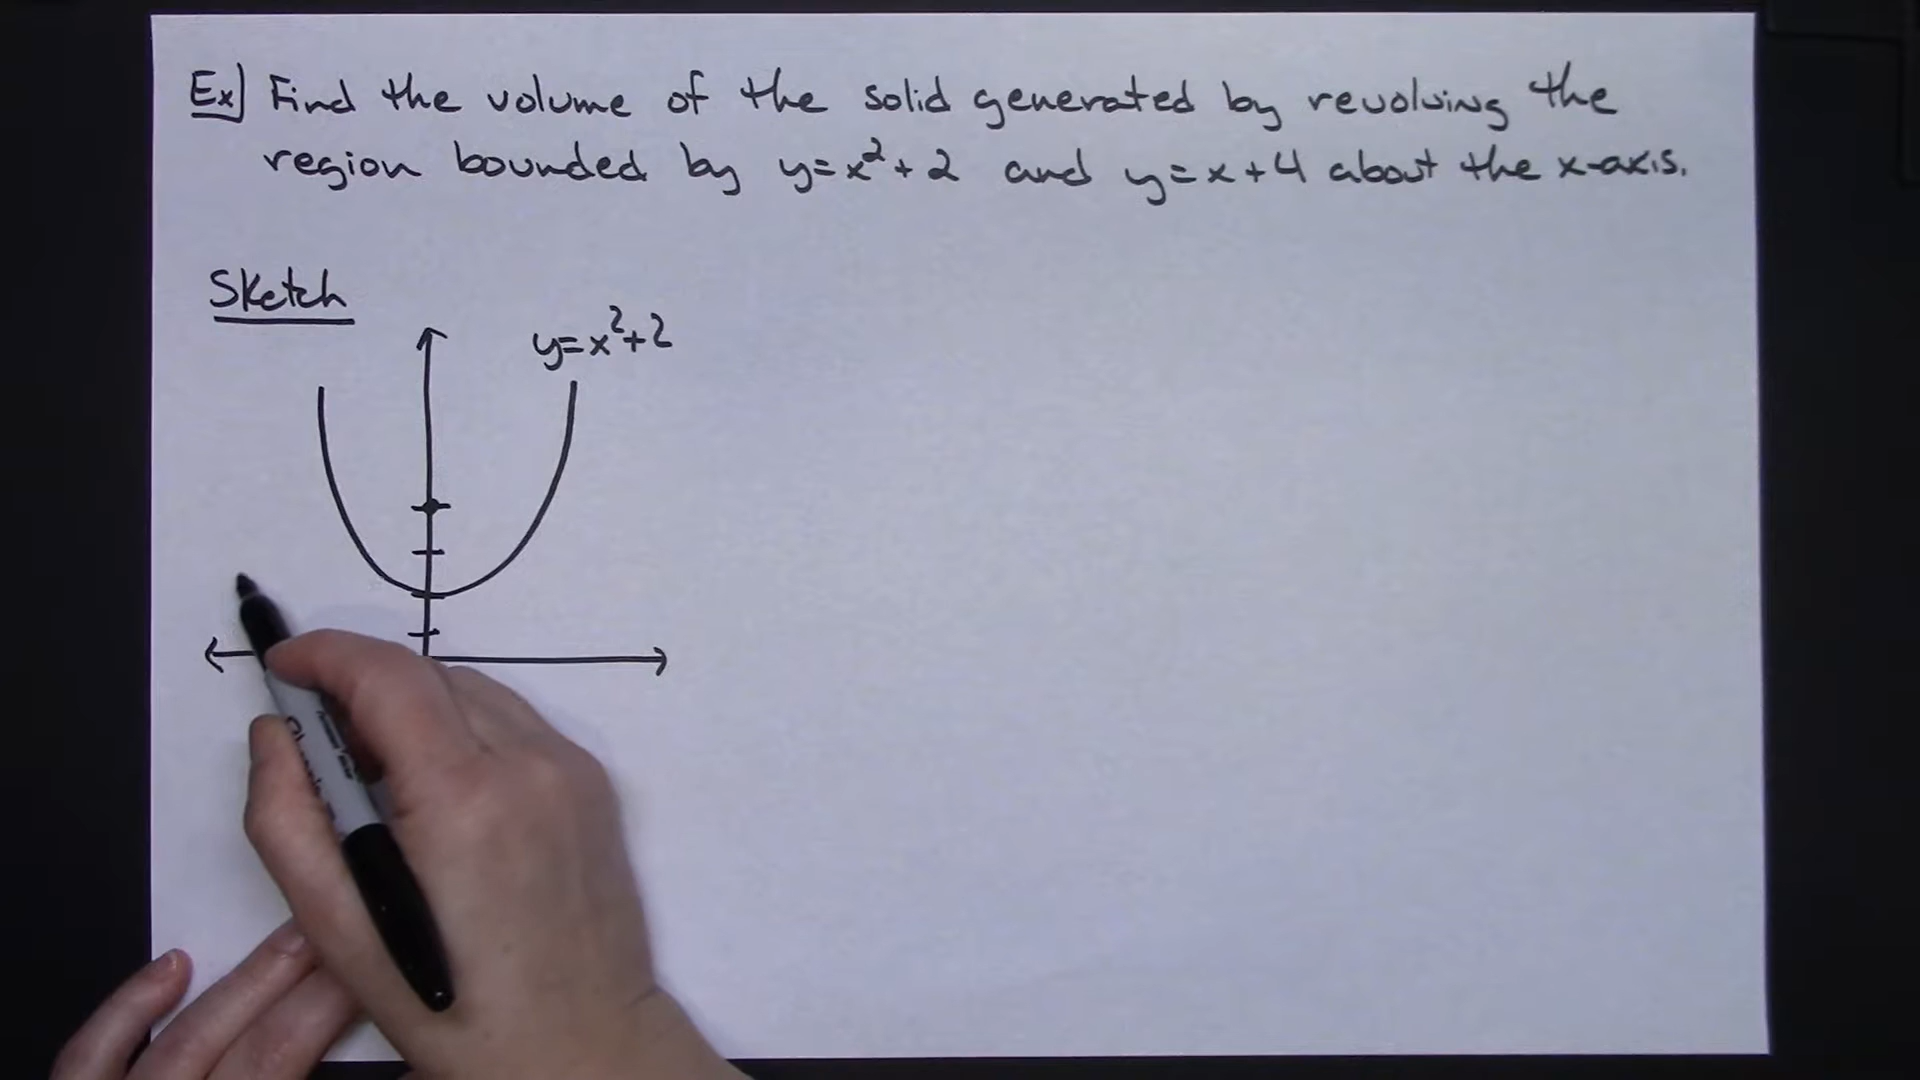 Ex] Find the volume of the solid generated by revolving the
region bounded by y=x²+2 and y=x+4 about the x-axis.
Sketch
y=x²+2